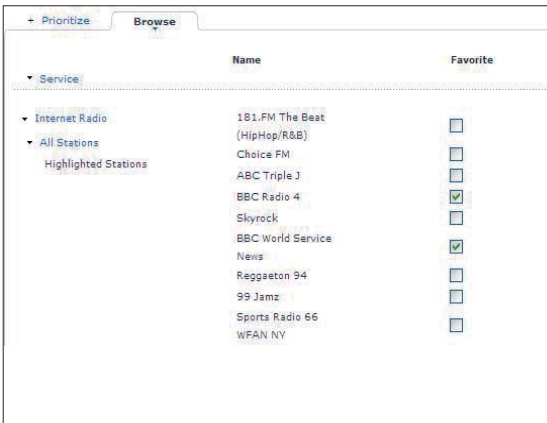 + Prioritize
Browse
Name
Favorite
Service
Internet Radio
All Stations
Highlighted Stations
181.FM The Beat
(HipHop/R&B)
Choice FM
ABC Triple J
BBC Radio 4
Skyrock
BBC World Service
News
Reggaeton 94
99 Jamz
Sports Radio 66
WFAN NY